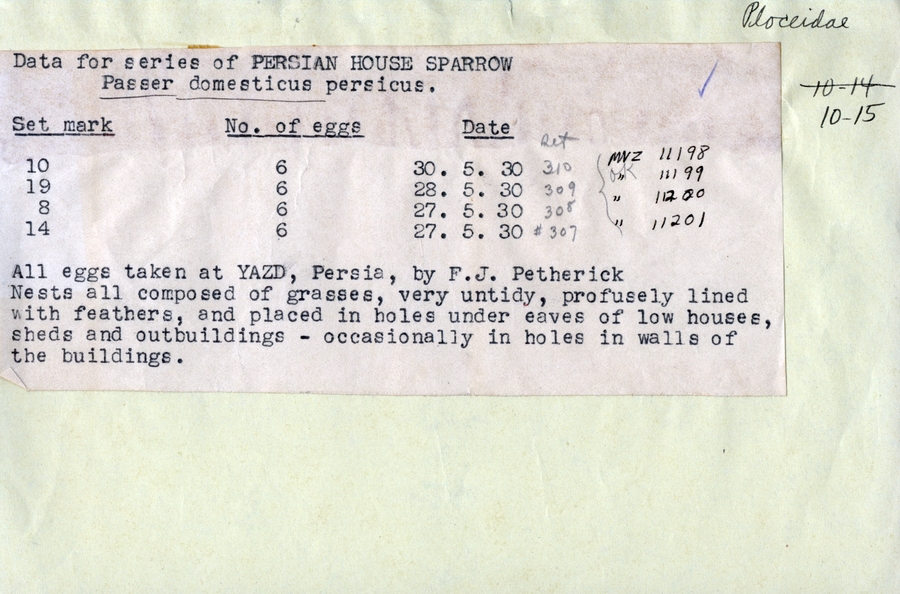 Ploceidae
Data for series of PERSIAN HOUSE SPARROW
Passer domesticus persicus.
10-14
10-15
Set mark No. of eggs Date
10 6 30. 5. 30 310 MVZ 11198
19 6 28. 5. 30 309 " 11199
8 6 27. 5. 30 308 " 11200
14 6 27. 5. 30 #307 " 11201
All eggs taken at YAZD, Persia, by F.J. Petherick
Nests all composed of grasses, very untidy, profusely lined
with feathers, and placed in holes under eaves of low houses,
sheds and outbuildings - occasionally in holes in walls of
the buildings.